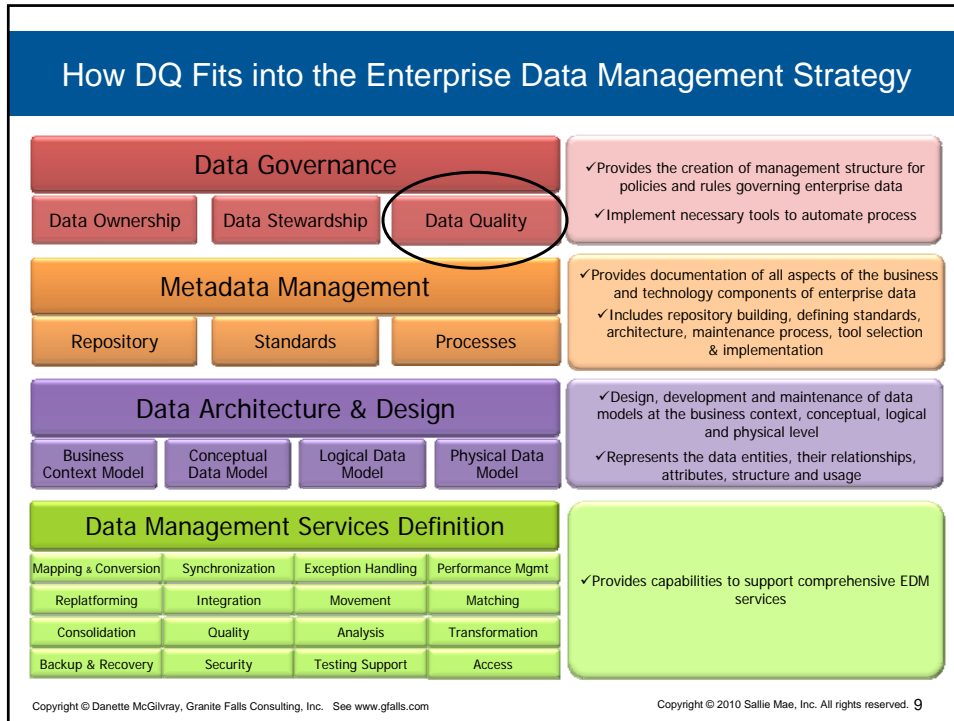 How DQ Fits into the Enterprise Data Management Strategy
Data Governance
Data Ownership
Data Stewardship
Data Quality
✓Provides the creation of management structure for
policies and rules governing enterprise data
✓Implement necessary tools to automate process
Metadata Management
Repository
Standards
Processes
✓Provides documentation of all aspects of the business
and technology components of enterprise data
✓Includes repository building, defining standards,
architecture, maintenance process, tool selection
& implementation
Data Architecture & Design
Business
Context Model
Conceptual
Data Model
Logical Data
Model
Physical Data
Model
✓Design, development and maintenance of data
models at the business context, conceptual, logical
and physical level
✓Represents the data entities, their relationships,
attributes, structure and usage
Data Management Services Definition
Mapping & Conversion
Synchronization
Exception Handling
Performance Mgmt
Replatforming
Integration
Movement
Matching
Consolidation
Quality
Analysis
Transformation
Backup & Recovery
Security
Testing Support
Access
✓Provides capabilities to support comprehensive EDM
services
Copyright © Danette McGilvray, Granite Falls Consulting, Inc. See www.gfalls.com
Copyright © 2010 Sallie Mae, Inc. All rights reserved. 9